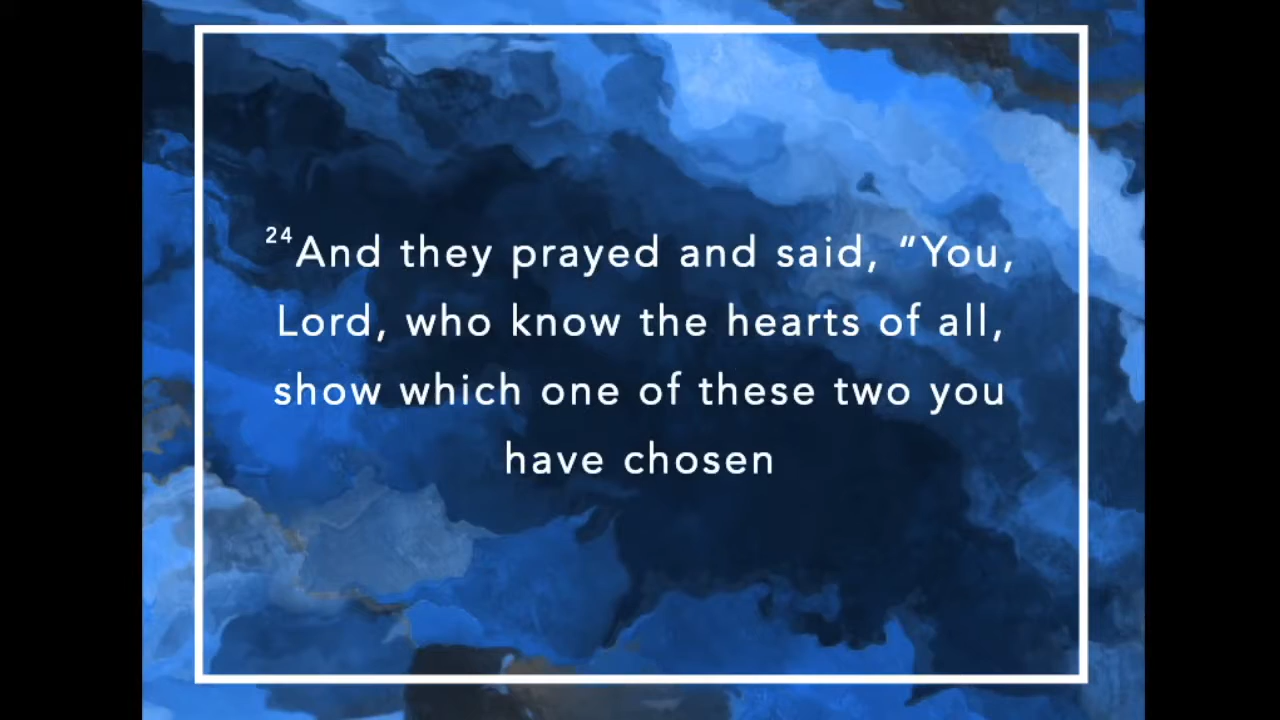 24And they prayed and said, “You,
Lord, who know the hearts of all,
show which one of these two you
have chosen